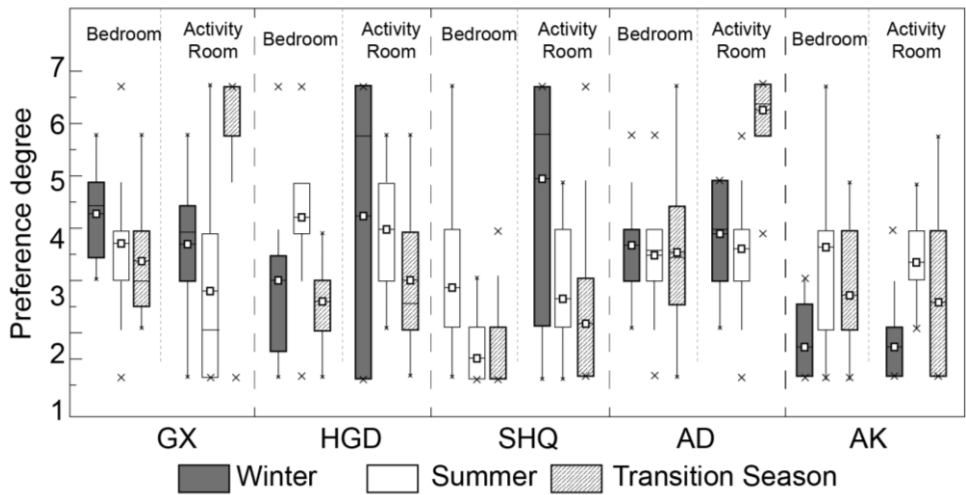 Bedroom Activity Room Bedroom Activity Room Bedroom Activity Room Bedroom Activity Room Bedroom Activity Room
Preference degree
7
6
5
4
3
2
1
GX HGD SHQ AD AK
Winter Summer Transition Season